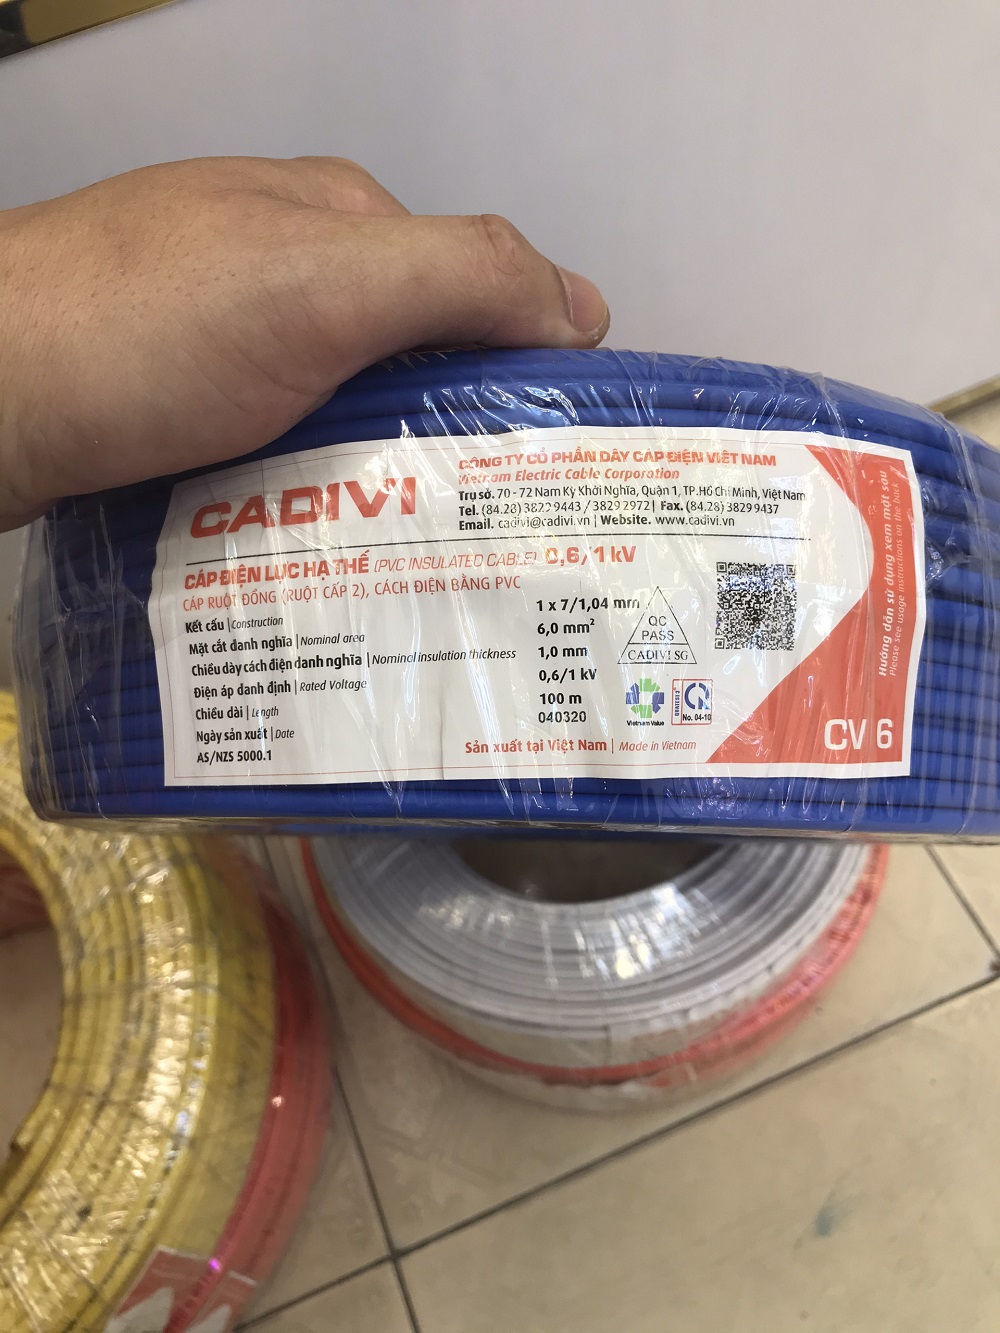 CADIVI
CÔNG TY CỔ PHẦN DÂY CÁP ĐIỆN VIỆT NAM
Vietnam Electric Cable Corporation
Trụ sở. 70 - 72 Nam Kỳ Khởi Nghĩa, Quận 1, TP.Hồ Chí Minh, Việt Nam
Tel. (84.28) 3822 9443 / 3829 2972 | Fax. (84.28) 3829 9437
Email. cadivi@cadivi.vn | Website. www.cadivi.vn
CÁP ĐIỆN LỰC HẠ THẾ (PVC INSULATED CABLE) 0,6/1 kV
CÁP RUỘT ĐỒNG (RUỘT CẤP 2), CÁCH ĐIỆN BẰNG PVC
Kết cấu | Construction 1 x 7/1,04 mm
Mặt cắt danh nghĩa | Nominal area 6,0 mm²
Chiều dày cách điện danh nghĩa | Nominal insulation thickness 1,0 mm
Điện áp danh định | Rated Voltage 0,6/1 kV
Chiều dài | Length 100 m
Ngày sản xuất | Date 040320
AS/NZS 5000.1
QC
PASS
CADIVI SG
Vietnam Value
QUATEST 3
No. 04-10
Sản xuất tại Việt Nam | Made in Vietnam
CV 6
Hướng dẫn sử dụng xem mặt sau
Please see usage instructions on the back